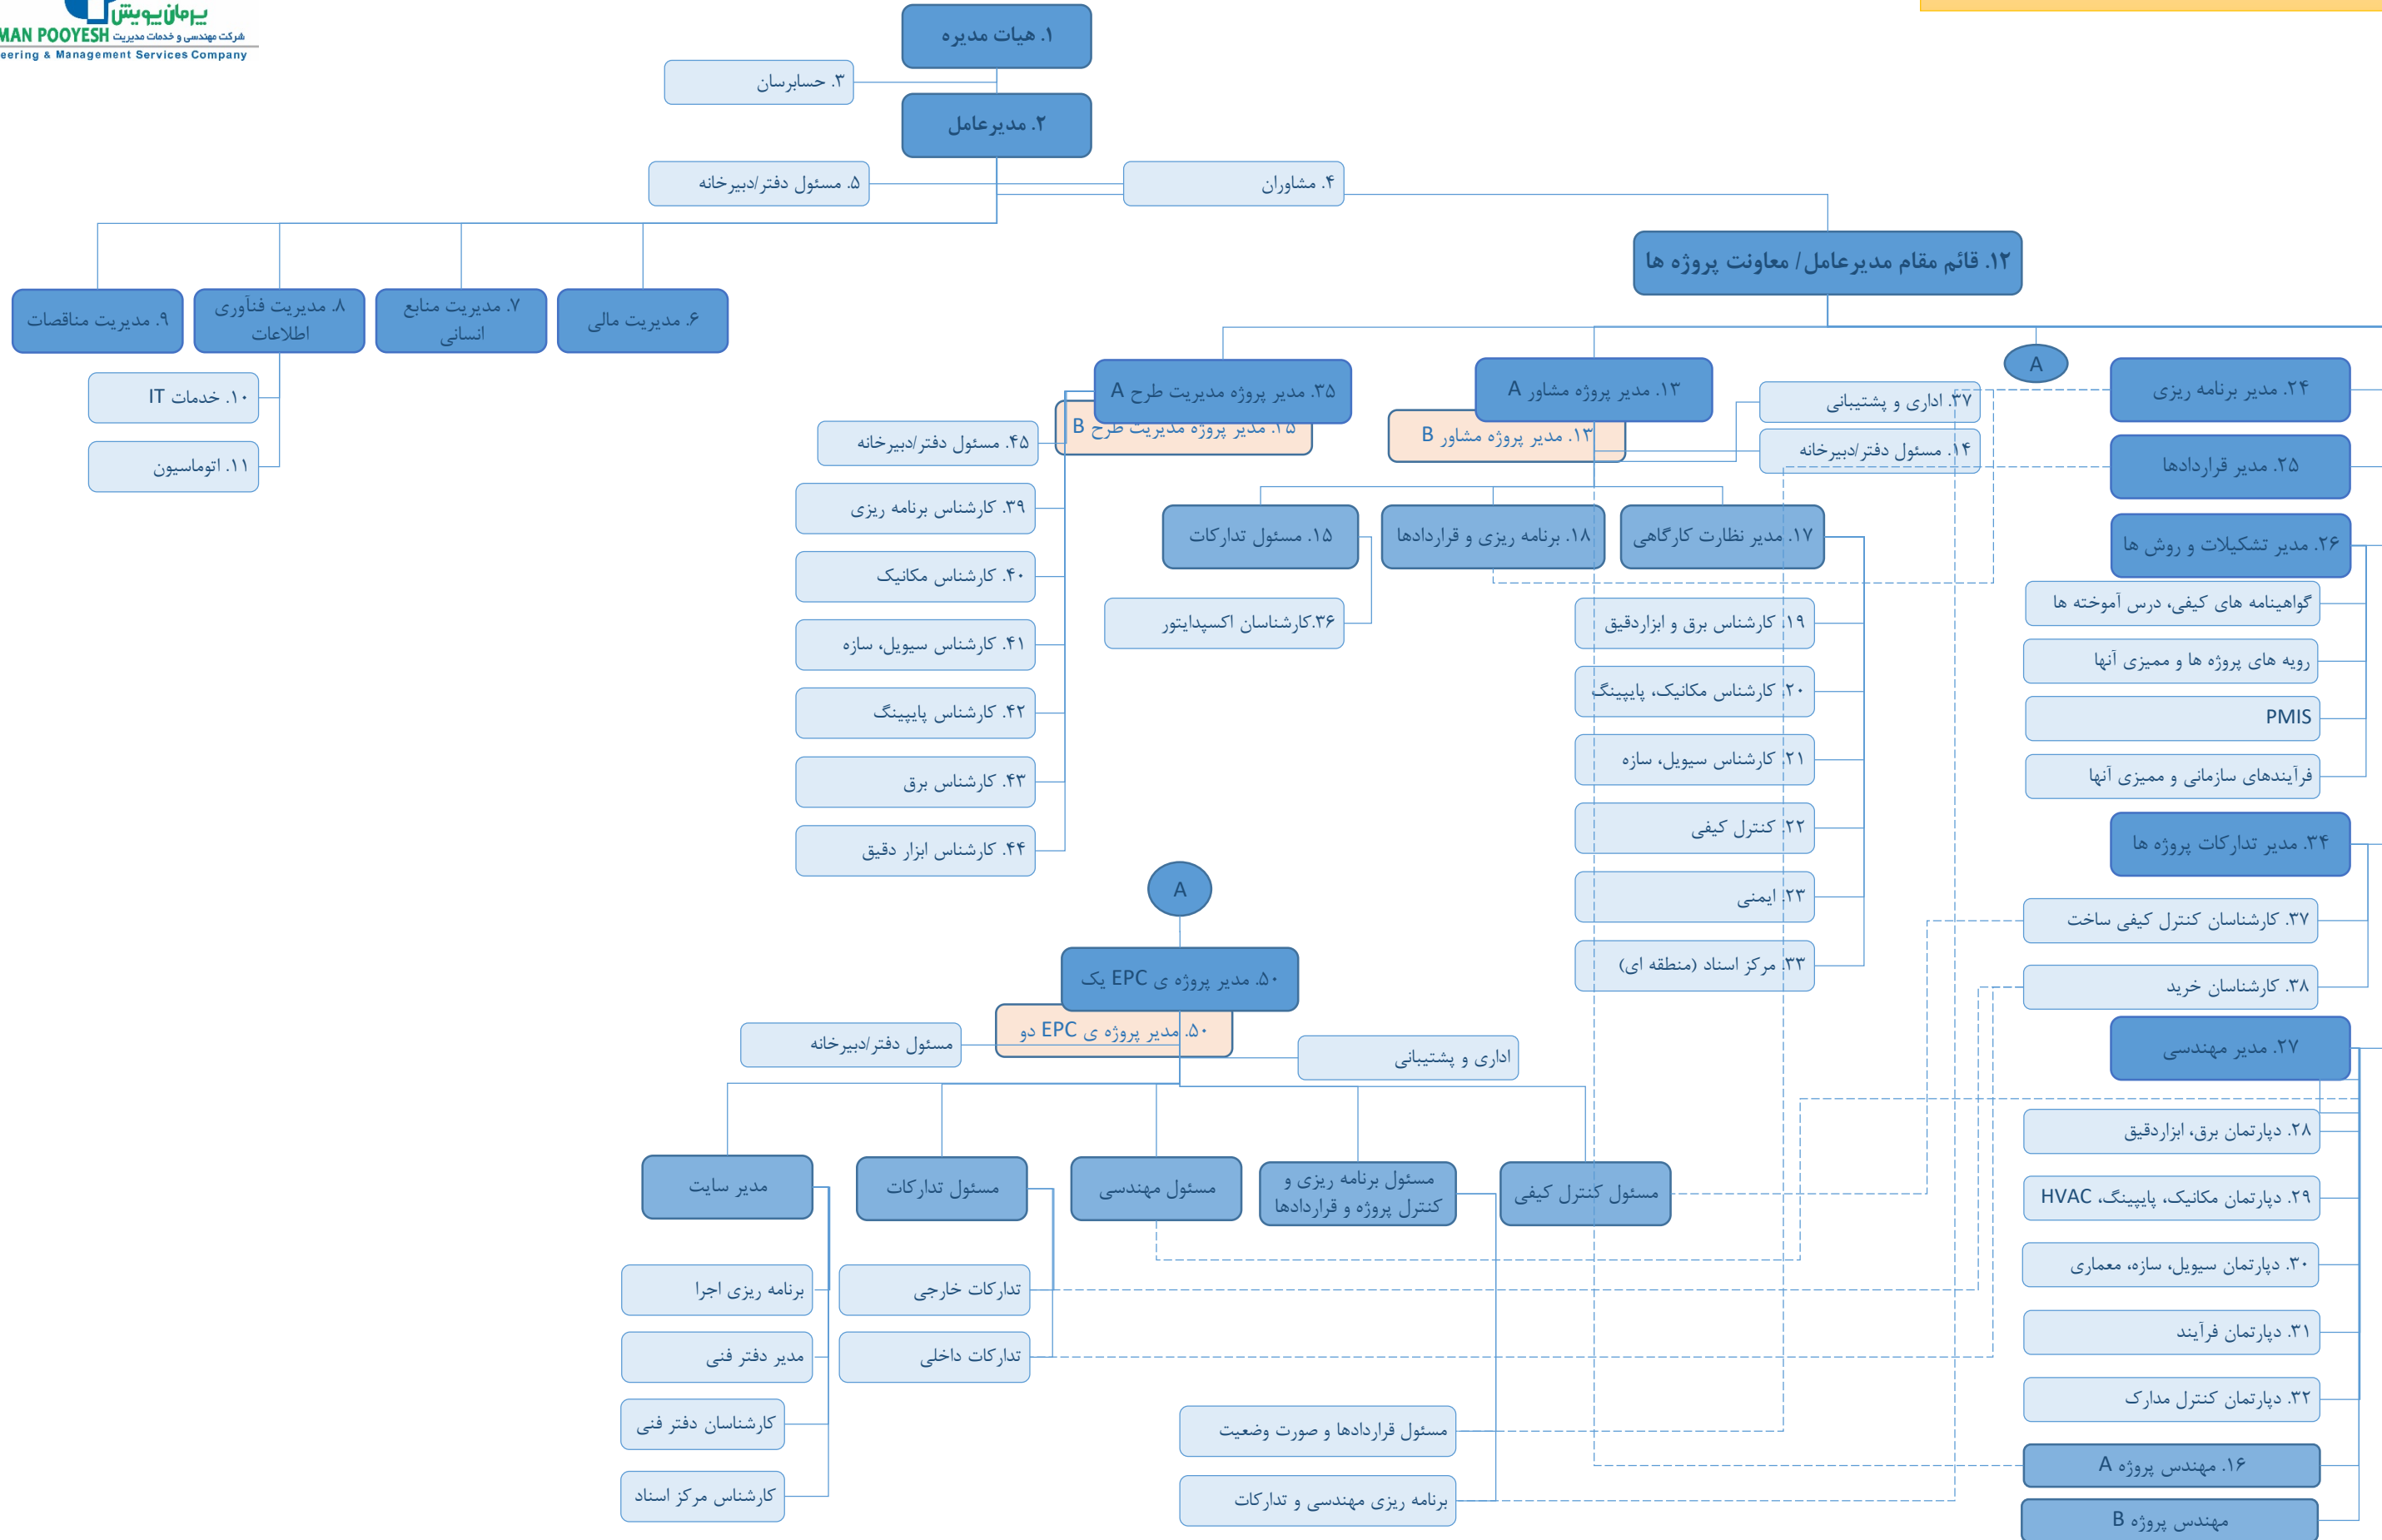 پرمان پویش
MAN POOYESH شرکت مهندسی و خدمات مدیریت
eering & Management Services Company
۱. هیات مدیره
۳. حسابرسان
۲. مدیرعامل
۵. مسئول دفتر/دبیرخانه
۴. مشاوران
۱۲. قائم مقام مدیرعامل/ معاونت پروژه ها
۹. مدیریت مناقصات
۸. مدیریت فنآوری
اطلاعات
۷. مدیریت منابع
انسانی
۶. مدیریت مالی
۱۰. خدمات IT
۱۱. اتوماسیون
۳۵. مدیر پروژه مدیریت طرح A
۲۵. مدیر پروژه مدیریت طرح B
۱۳. مدیر پروژه مشاور A
۱۳. مدیر پروژه مشاور B
۳۷. اداری و پشتیبانی
۱۴. مسئول دفتر/دبیرخانه
A
۲۴. مدیر برنامه ریزی
۲۵. مدیر قراردادها
۲۶. مدیر تشکیلات و روش ها
گواهینامه های کیفی، درس آموخته ها
رویه های پروژه ها و ممیزی آنها
PMIS
فرآیندهای سازمانی و ممیزی آنها
۴۵. مسئول دفتر/دبیرخانه
۳۹. کارشناس برنامه ریزی
۴۰. کارشناس مکانیک
۴۱. کارشناس سیویل، سازه
۴۲. کارشناس پایپینگ
۴۳. کارشناس برق
۴۴. کارشناس ابزار دقیق
۱۵. مسئول تدارکات
۱۸. برنامه ریزی و قراردادها
۱۷. مدیر نظارت کارگاهی
۳۶.کارشناسان اکسپدایتور
۱۹. کارشناس برق و ابزاردقیق
۲۰. کارشناس مکانیک، پایپینگ
۲۱. کارشناس سیویل، سازه
۲۲. کنترل کیفی
۲۳. ایمنی
۳۳. مرکز اسناد (منطقه ای)
۳۴. مدیر تدارکات پروژه ها
۳۷. کارشناسان کنترل کیفی ساخت
۳۸. کارشناسان خرید
۲۷. مدیر مهندسی
۲۸. دپارتمان برق، ابزاردقیق
۲۹. دپارتمان مکانیک، پایپینگ، HVAC
۳۰. دپارتمان سیویل، سازه، معماری
۳۱. دپارتمان فرآیند
۳۲. دپارتمان کنترل مدارک
۱۶. مهندس پروژه A
مهندس پروژه B
A
۵۰. مدیر پروژه ی EPC یک
۵۰. مدیر پروژه ی EPC دو
مسئول دفتر/دبیرخانه
اداری و پشتیبانی
مدیر سایت
مسئول تدارکات
مسئول مهندسی
مسئول برنامه ریزی و
کنترل پروژه و قراردادها
مسئول کنترل کیفی
برنامه ریزی اجرا
مدیر دفتر فنی
کارشناسان دفتر فنی
کارشناس مرکز اسناد
تدارکات خارجی
تدارکات داخلی
مسئول قراردادها و صورت وضعیت
برنامه ریزی مهندسی و تدارکات